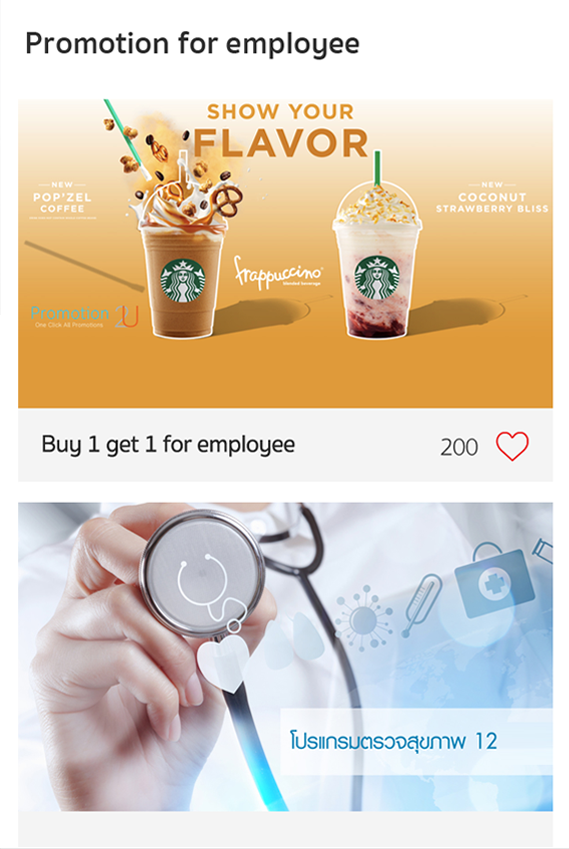 Promotion for employee
SHOW YOUR
FLAVOR
NEW
POP'ZEL
COFFEE
NEW
COCONUT
STRAWBERRY BLISS
frappuccino®
blended beverage
Promotion 2U
One Click All Promotions
Buy 1 get 1 for employee
200
โปรแกรมตรวจสุขภาพ 12